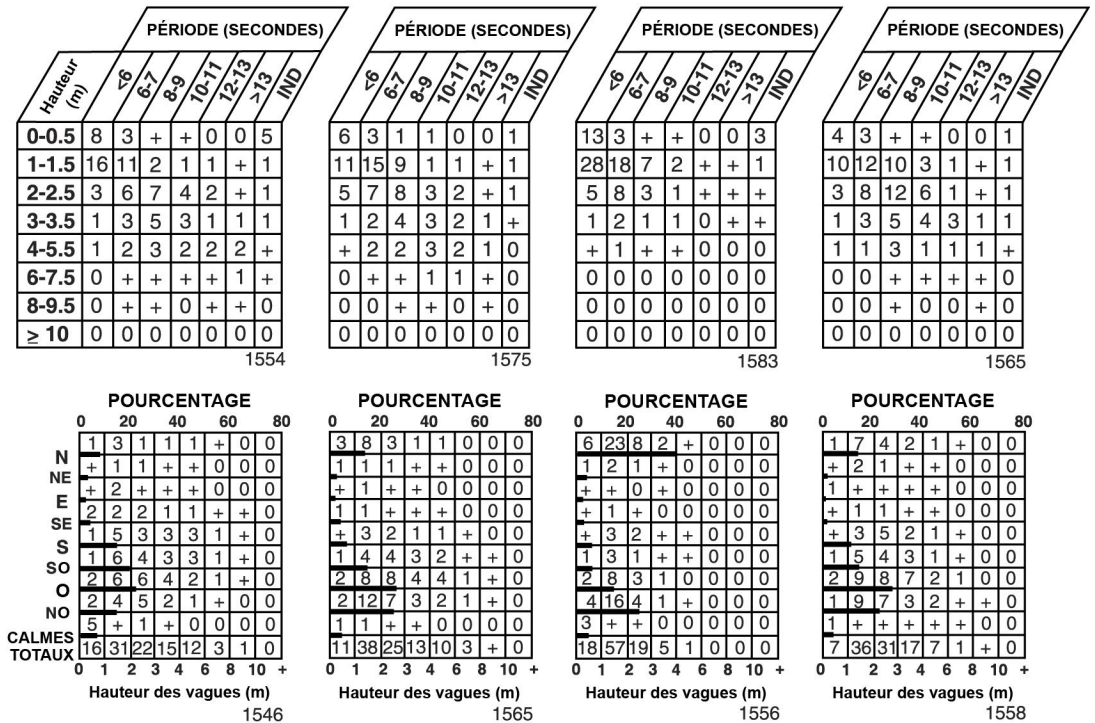 PÉRIODE (SECONDES) PÉRIODE (SECONDES) PÉRIODE (SECONDES) PÉRIODE (SECONDES)
Hauteur (m) <6 6-7 8-9 10-11 12-13 >13 IND <6 6-7 8-9 10-11 12-13 >13 IND <6 6-7 8-9 10-11 12-13 >13 IND <6 6-7 8-9 10-11 12-13 >13 IND
0-0.5 8 3 + + 0 0 5 6 3 1 1 0 0 1 13 3 + + 0 0 3 4 3 + + 0 0 1
1-1.5 16 11 2 1 1 + 1 11 15 9 1 1 + 1 28 18 7 2 + + 1 10 12 10 3 1 + 1
2-2.5 3 6 7 4 2 + 1 5 7 8 3 2 + 1 5 8 3 1 + + + 3 8 12 6 1 + 1
3-3.5 1 3 5 3 1 1 1 1 2 4 3 2 1 + 1 2 1 1 0 + + 1 3 5 4 3 1 1
4-5.5 1 2 3 2 2 2 + + 2 2 3 2 1 0 + 1 + + 0 0 0 1 1 3 1 1 1 +
6-7.5 0 + + + + 1 + 0 + + 1 1 + 0 0 0 0 0 0 0 0 0 0 + + + + 0
8-9.5 0 + + 0 + + 0 0 0 + + 0 + 0 0 0 0 0 0 0 0 0 0 0 + 0 + 0
≥ 10 0 0 0 0 0 0 0 0 0 0 0 0 0 0 0 0 0 0 0 0 0 0 0 0 0 0 0 0
1554 1575 1583 1565
POURCENTAGE POURCENTAGE POURCENTAGE POURCENTAGE
0 20 40 60 80 0 20 40 60 80 0 20 40 60 80 0 20 40 60 80
N 1 3 1 1 1 + 0 0 3 8 3 1 1 0 0 0 6 23 8 2 + 0 0 0 1 7 4 2 1 + 0 0
NE + 1 1 + + 0 0 0 1 1 1 + + 0 0 0 1 2 1 + 0 0 0 0 + 2 1 + + 0 0 0
E + 2 + + + 0 0 0 + 1 + + 0 0 0 0 + + 0 + 0 0 0 0 1 + + + + 0 0 0
SE 2 2 2 1 1 + + 0 1 1 1 + + 0 0 0 + 1 + 0 0 0 0 0 + 1 1 + + 0 0 0
S 1 5 3 3 3 1 0 0 + 3 2 1 1 + 0 0 + 3 2 + + 0 0 0 + 3 5 2 1 + 0 0
SO 1 6 4 3 3 1 + 0 1 4 4 3 2 + + 0 1 3 1 1 + 0 0 0 1 5 4 3 1 + 0 0
O 2 6 6 4 2 1 + 0 2 8 8 4 4 1 + 0 2 8 3 1 0 0 0 0 2 9 8 7 2 1 0 0
NO 2 4 5 2 1 + 0 0 2 12 7 3 2 1 + 0 4 16 4 1 + 0 0 0 1 9 7 3 2 + + 0
CALMES 5 + 1 + 0 0 0 0 1 1 + + 0 0 0 0 3 + + 0 0 0 0 0 1 + + + + + 0 0
TOTAUX 16 31 22 15 12 3 1 0 11 38 25 13 10 3 + 0 18 57 19 5 1 0 0 0 7 36 31 17 7 1 + 0
0 1 2 3 4 6 8 10 + 0 1 2 3 4 6 8 10 + 0 1 2 3 4 6 8 10 + 0 1 2 3 4 6 8 10 +
Hauteur des vagues (m) Hauteur des vagues (m) Hauteur des vagues (m) Hauteur des vagues (m)
1546 1565 1556 1558